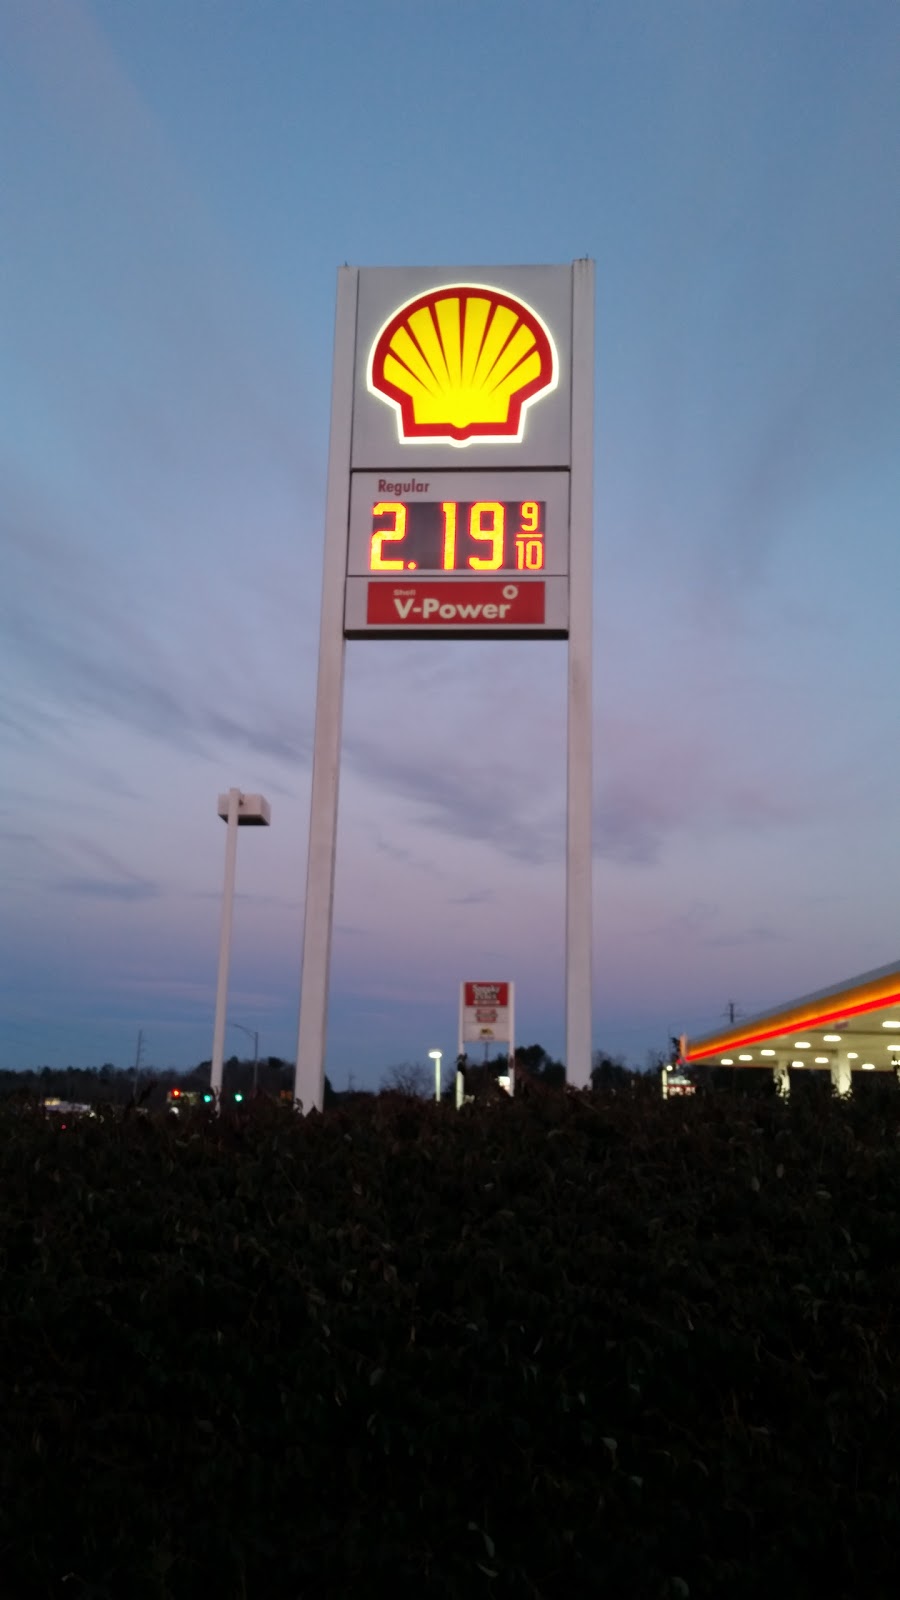 Regular
2.19 9/10
Shell
V-Power